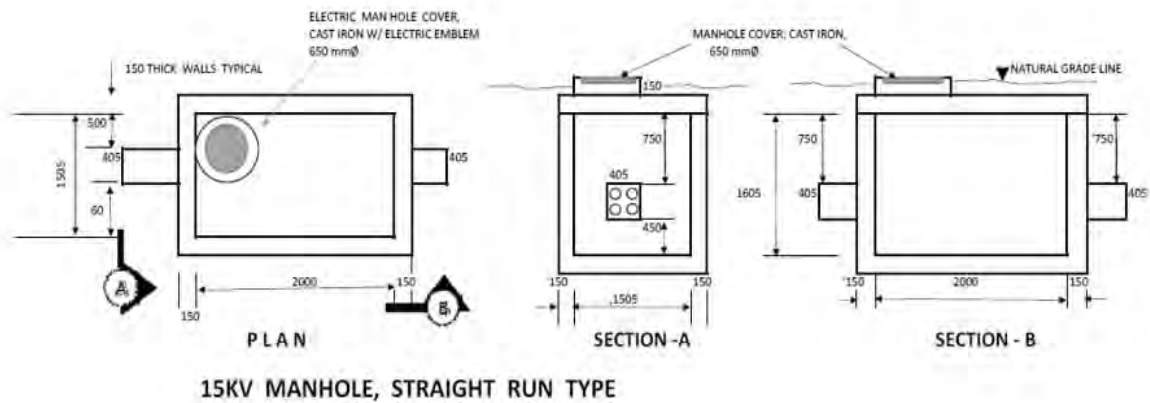 ELECTRIC MAN HOLE COVER,
CAST IRON W/ ELECTRIC EMBLEM
650 mmØ
150 THICK WALLS TYPICAL
500
405
405
1505
60
A
2000
150
150
B
PLAN
MANHOLE COVER, CAST IRON,
650 mmØ
150
750
405
450
150
150
1505
SECTION -A
NATURAL GRADE LINE
750
'750
1605
405
405
'150
150
2000
SECTION - B
15KV MANHOLE, STRAIGHT RUN TYPE